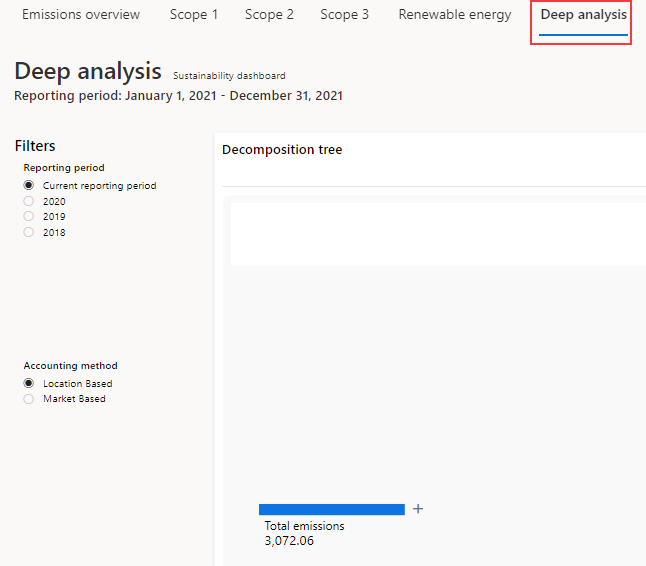 Emissions overview Scope 1 Scope 2 Scope 3 Renewable energy Deep analysis
Deep analysis Sustainability dashboard
Reporting period: January 1, 2021 - December 31, 2021
Filters
Reporting period
Current reporting period
2020
2019
2018
Accounting method
Location Based
Market Based
Decomposition tree
+
Total emissions
3,072.06